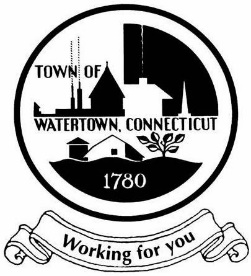 TOWN OF
WATERTOWN, CONNECTICUT
1780
Working for you